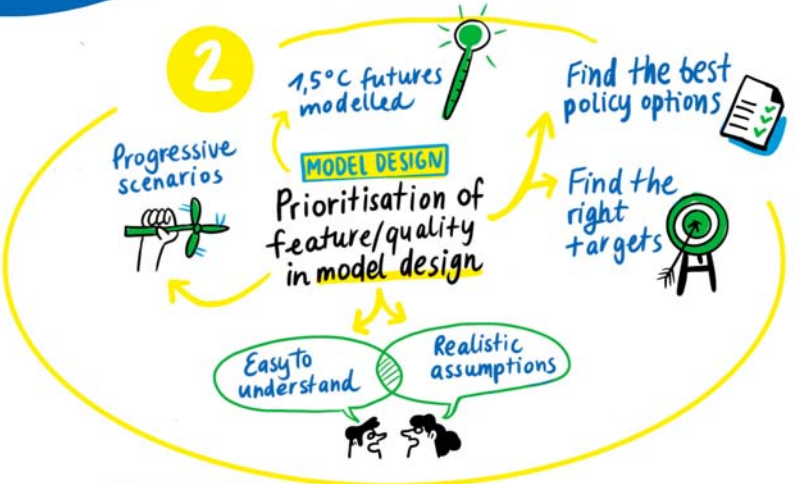 2
1,5°C futures
modelled
Find the best
policy options
Progressive
scenarios
MODEL DESIGN
Prioritisation of
feature/quality
in model design
Find the
right
targets
Easy to
understand
Realistic
assumptions